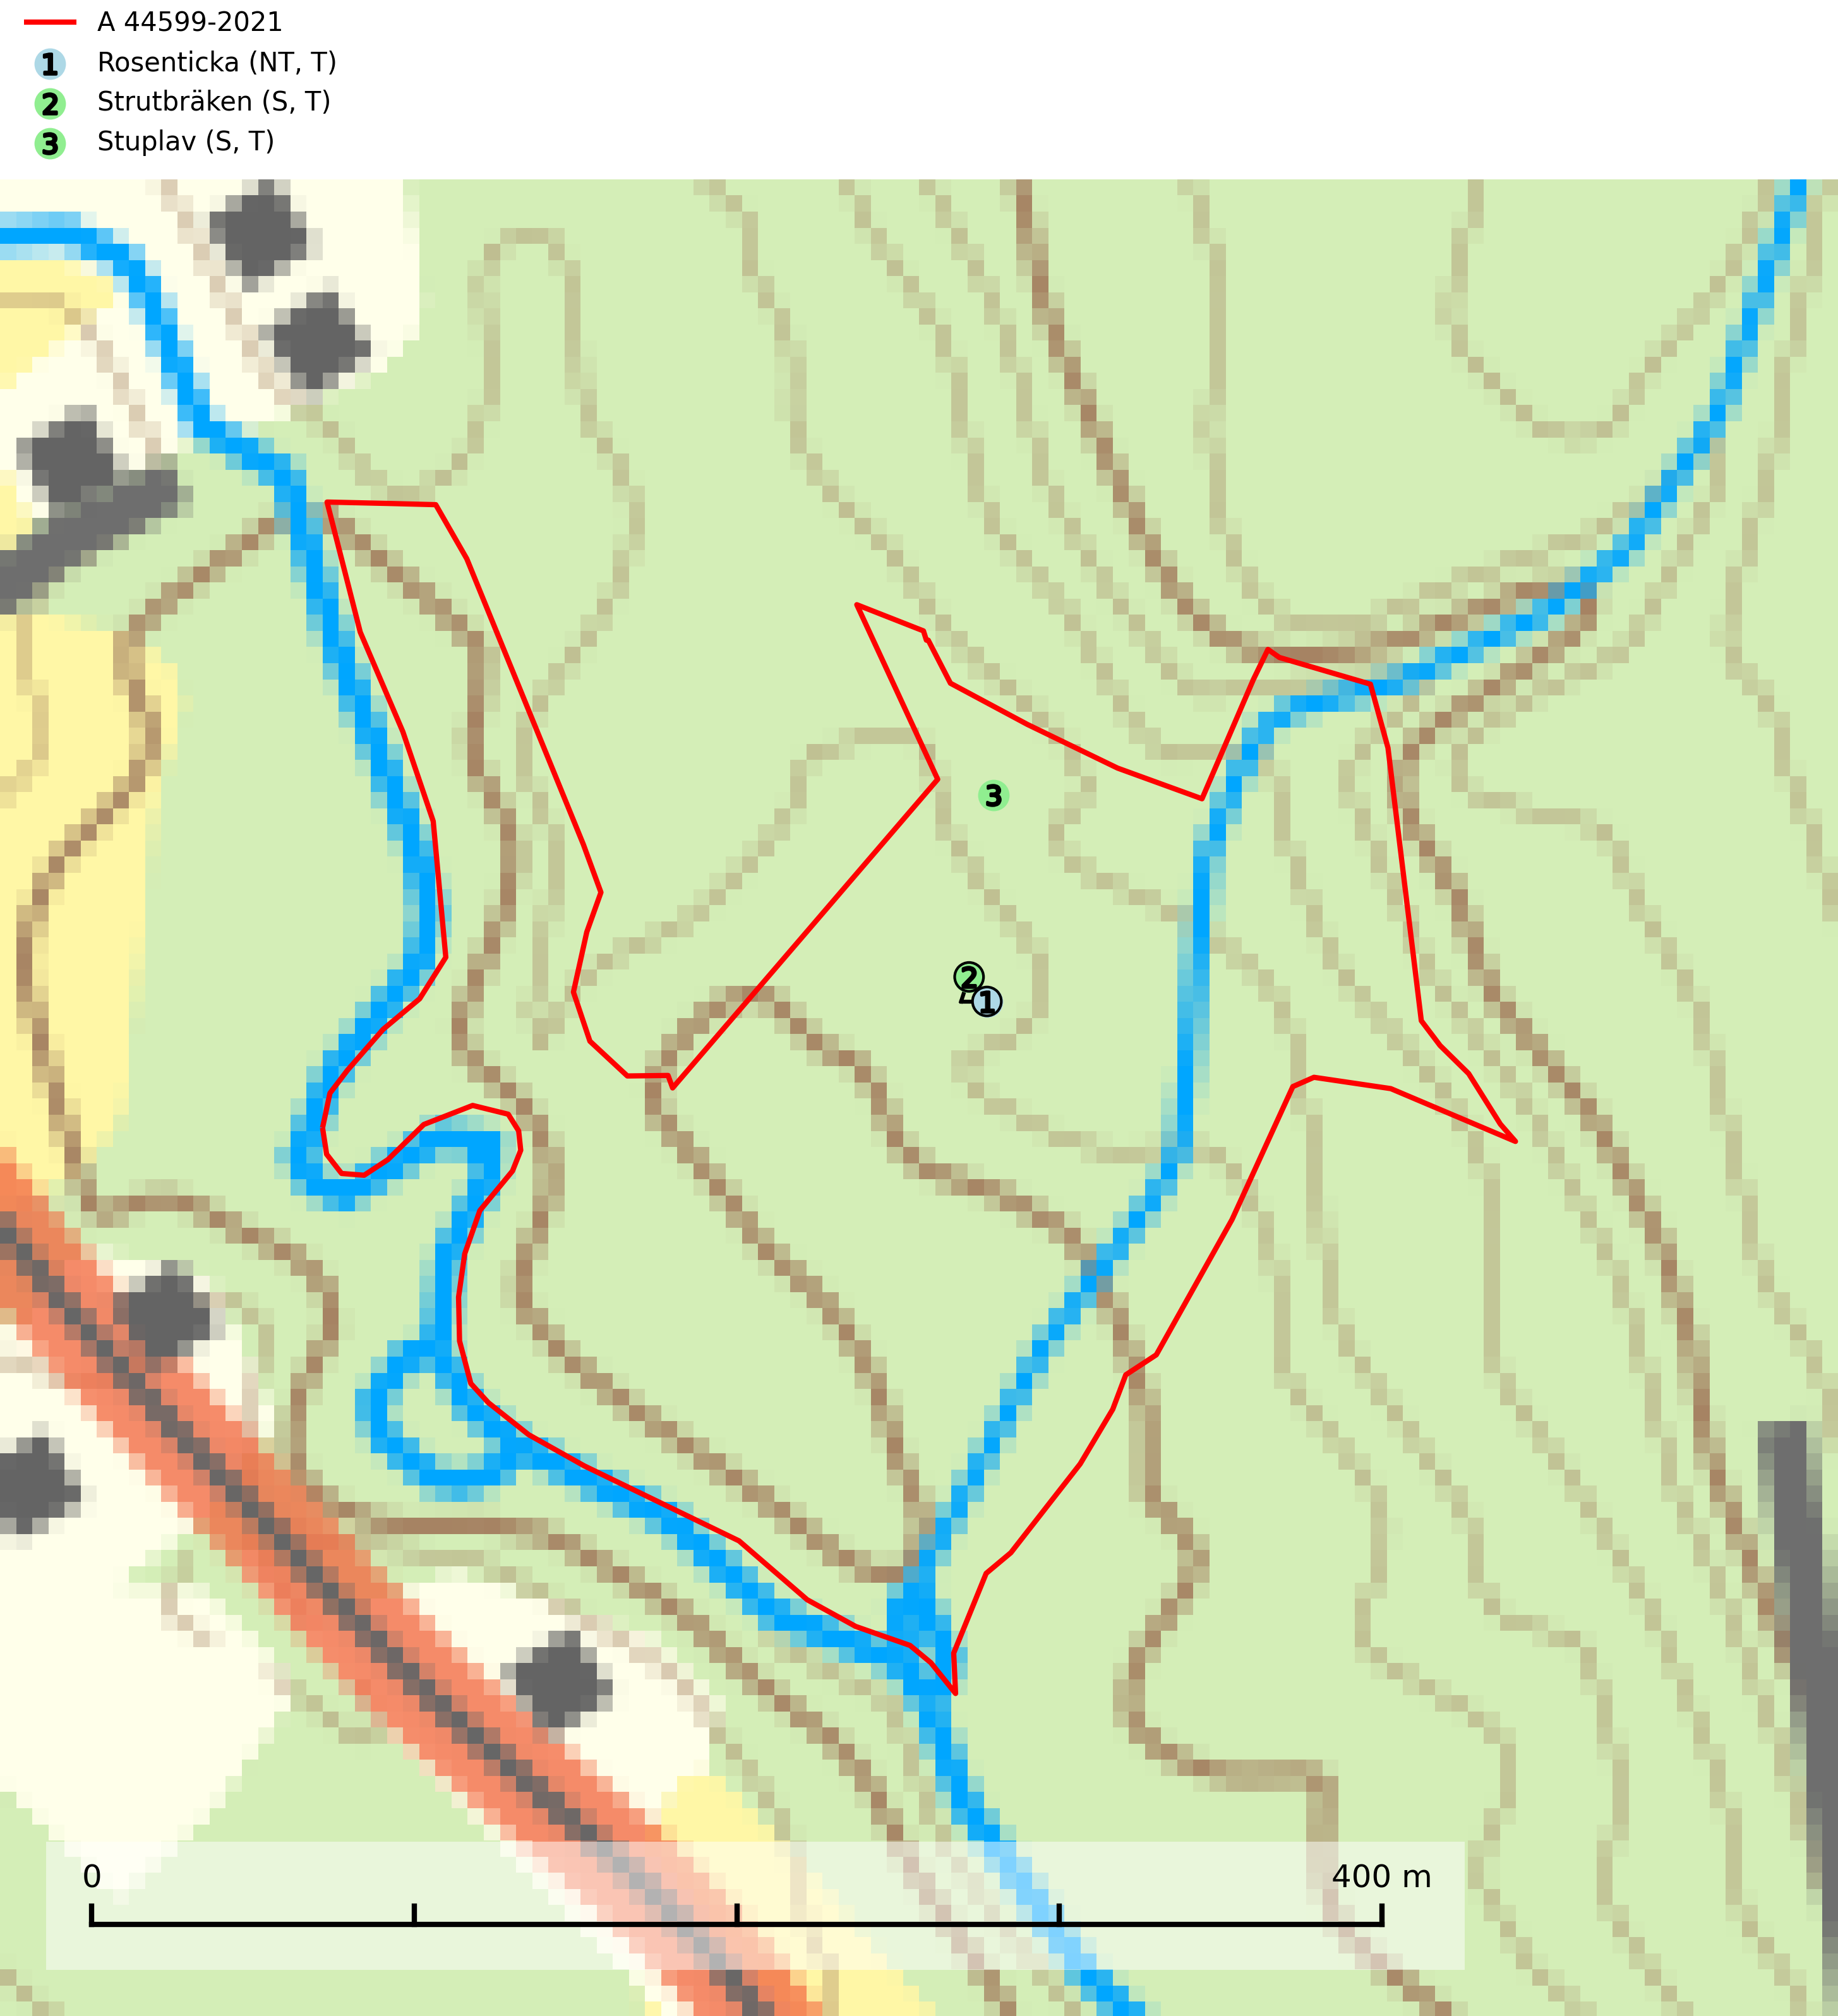 A 44599-2021
1 Rosenticka (NT, T)
2 Strutbräken (S, T)
3 Stuplav (S, T)
3
2
1
0 400 m